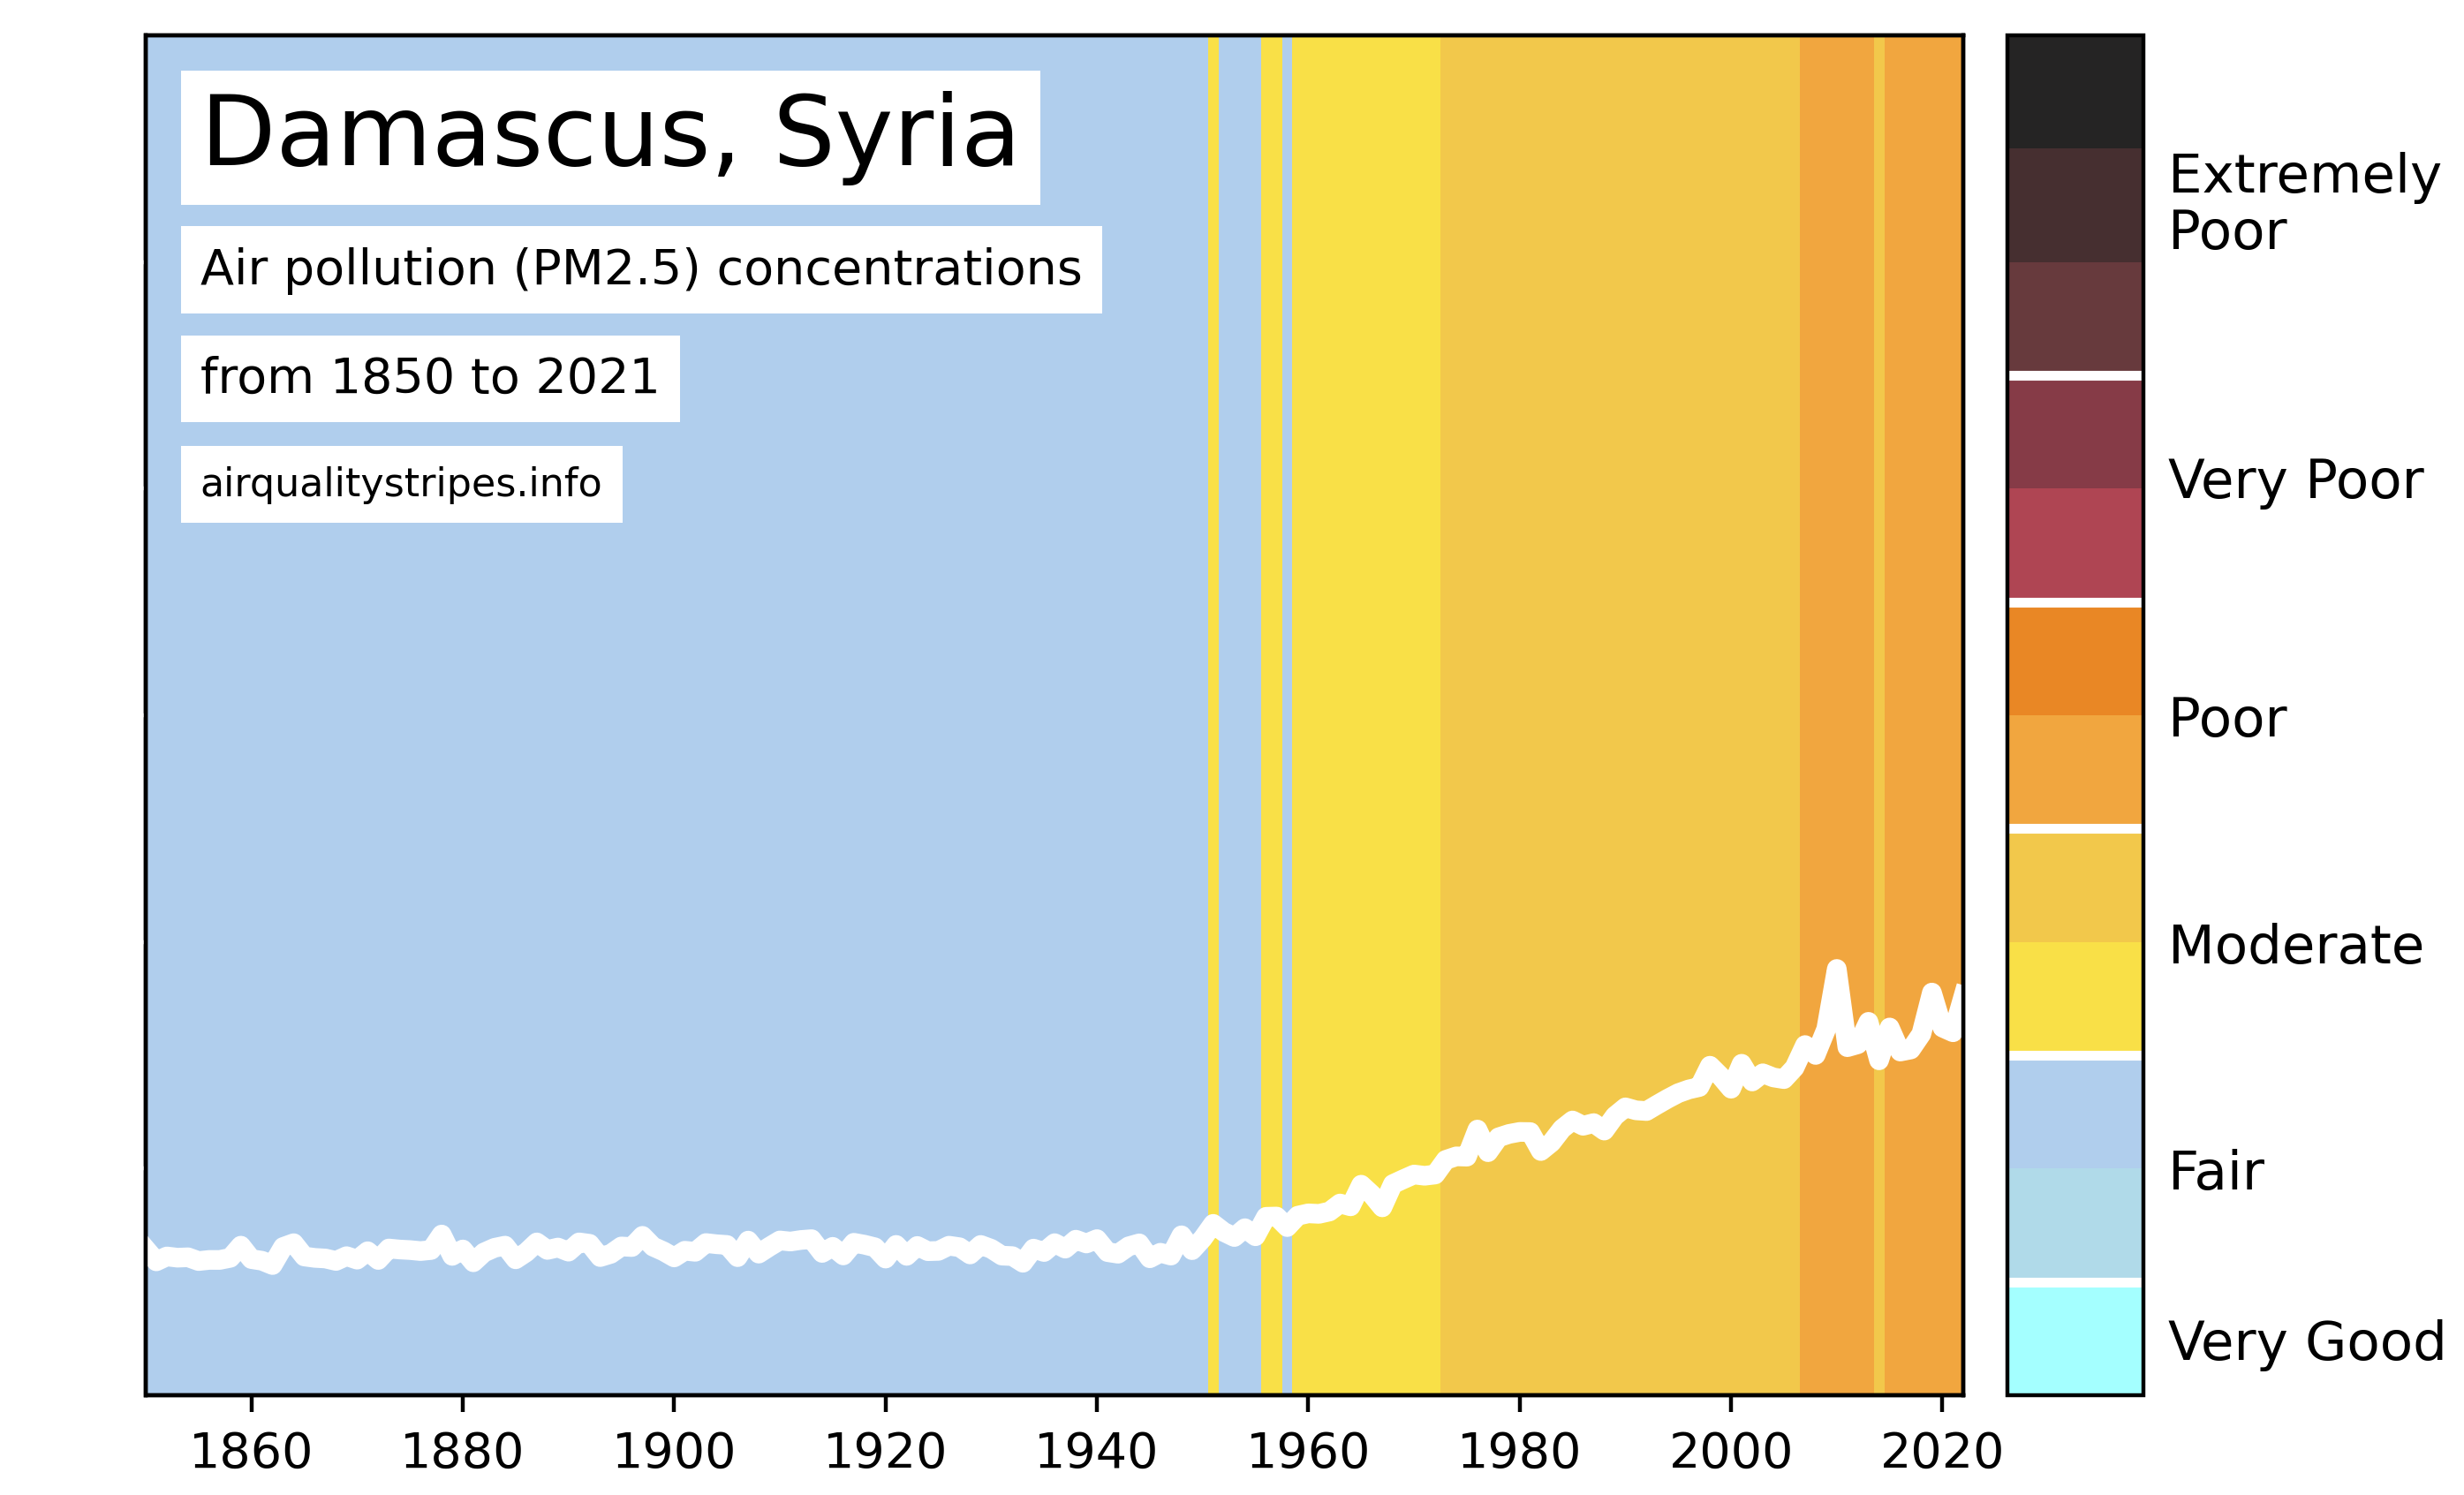 Damascus, Syria
Air pollution (PM2.5) concentrations
from 1850 to 2021
airqualitystripes.info
Extremely
Poor
Very Poor
Poor
Moderate
Fair
Very Good
1860 1880 1900 1920 1940 1960 1980 2000 2020